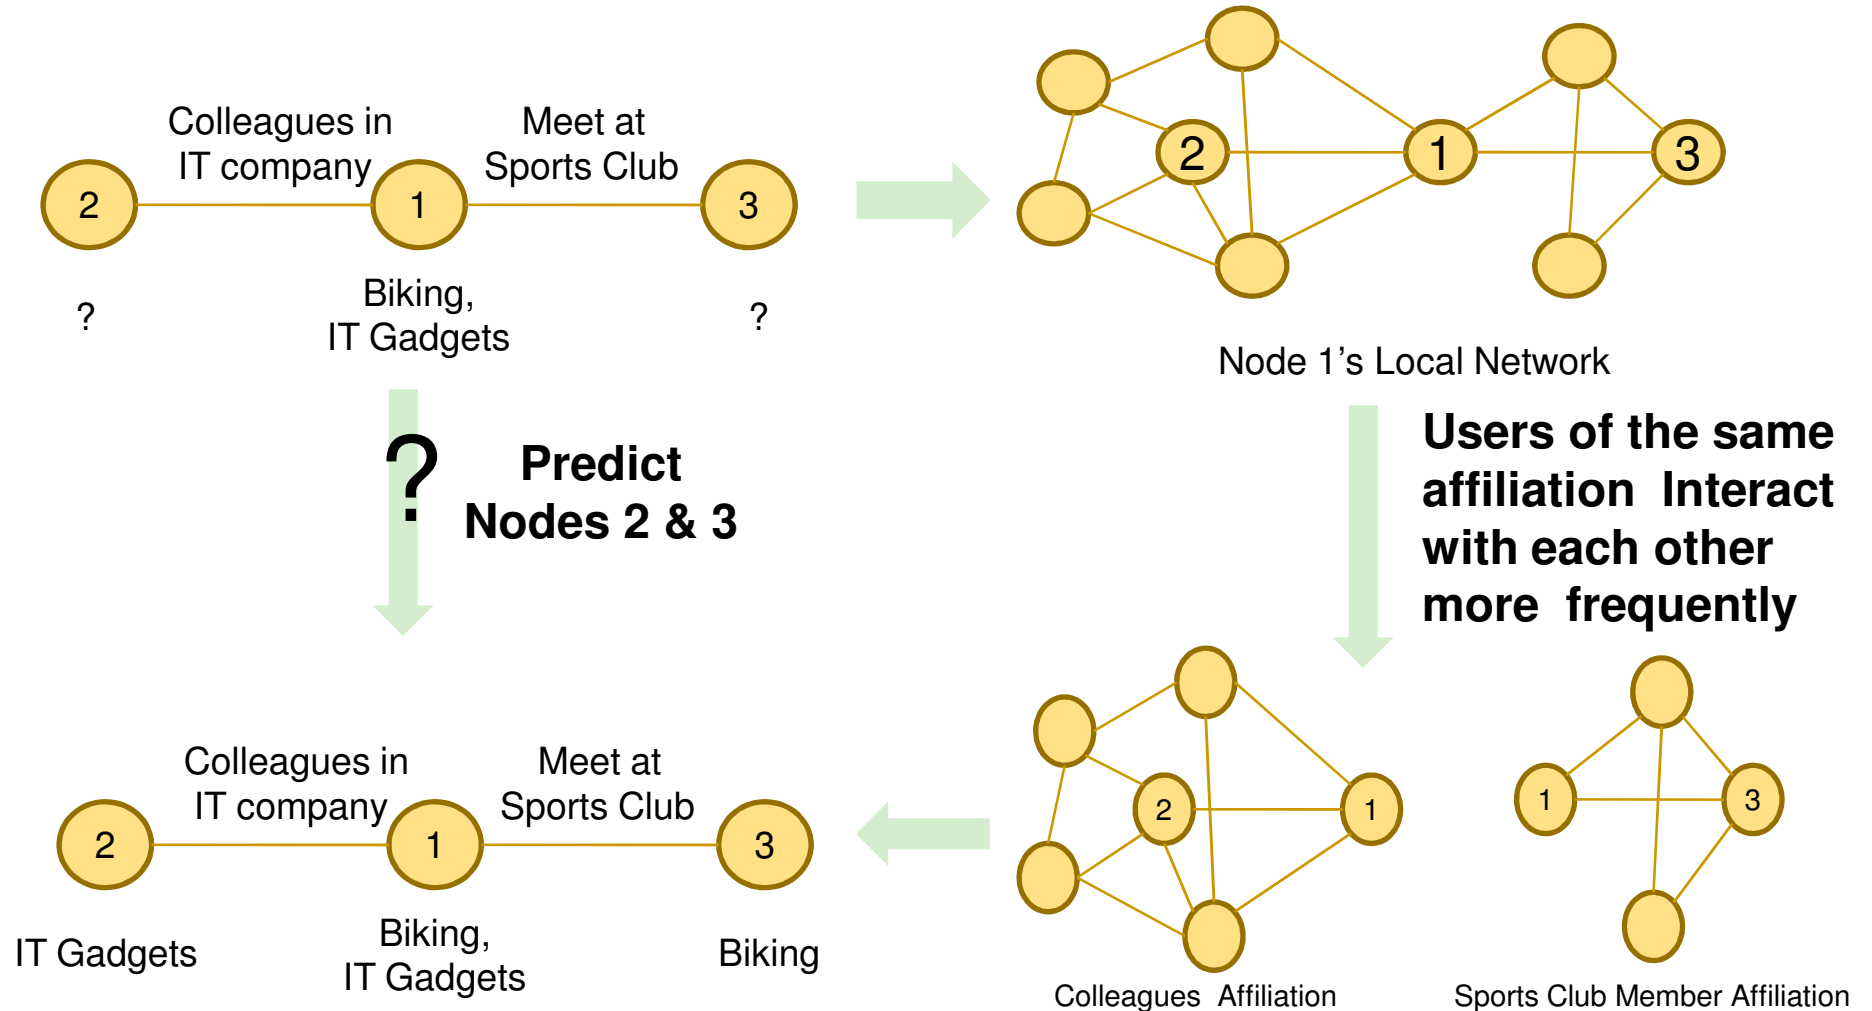 Colleagues in
IT company
Meet at
Sports Club
2
1
3
?
Biking,
IT Gadgets
?
2
1
3
Node 1’s Local Network
?
Predict
Nodes 2 & 3
Users of the same
affiliation Interact
with each other
more frequently
Colleagues in
IT company
Meet at
Sports Club
2
1
3
IT Gadgets
Biking,
IT Gadgets
Biking
2
1
Colleagues Affiliation
1
3
Sports Club Member Affiliation